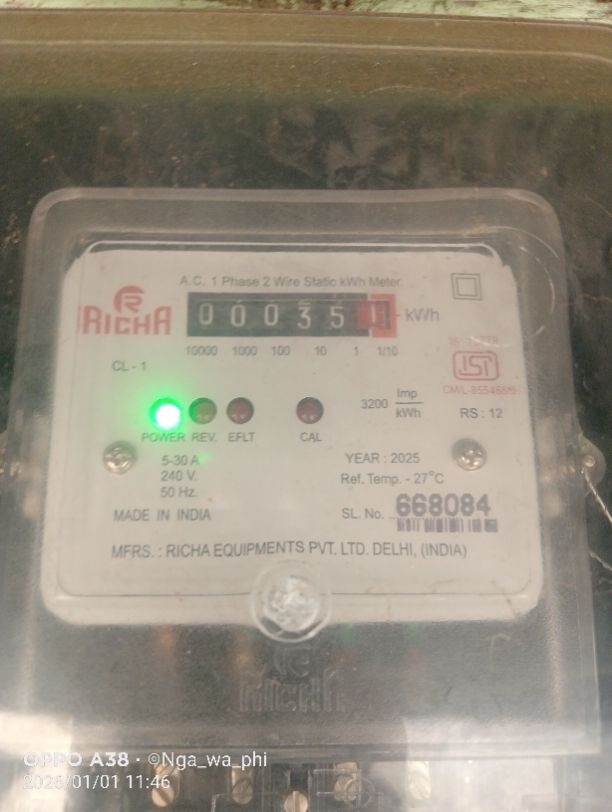 A.C. 1 Phase 2 Wire Static kWh Meter.
RICHA
0 0 0 3 5 1 - kWh
10000 1000 100 10 1 1/10
CL - 1
ISI
3200 Imp/kWh
RS : 12
POWER REV. EFLT CAL
5-30 A
240 V.
50 Hz.
YEAR : 2025
Ref. Temp. - 27°C
MADE IN INDIA
SL. No. 668084
MFRS. : RICHA EQUIPMENTS PVT. LTD. DELHI, (INDIA)
RICHA
OPPO A38 · ©Nga_wa_phi
2026/01/01 11:46